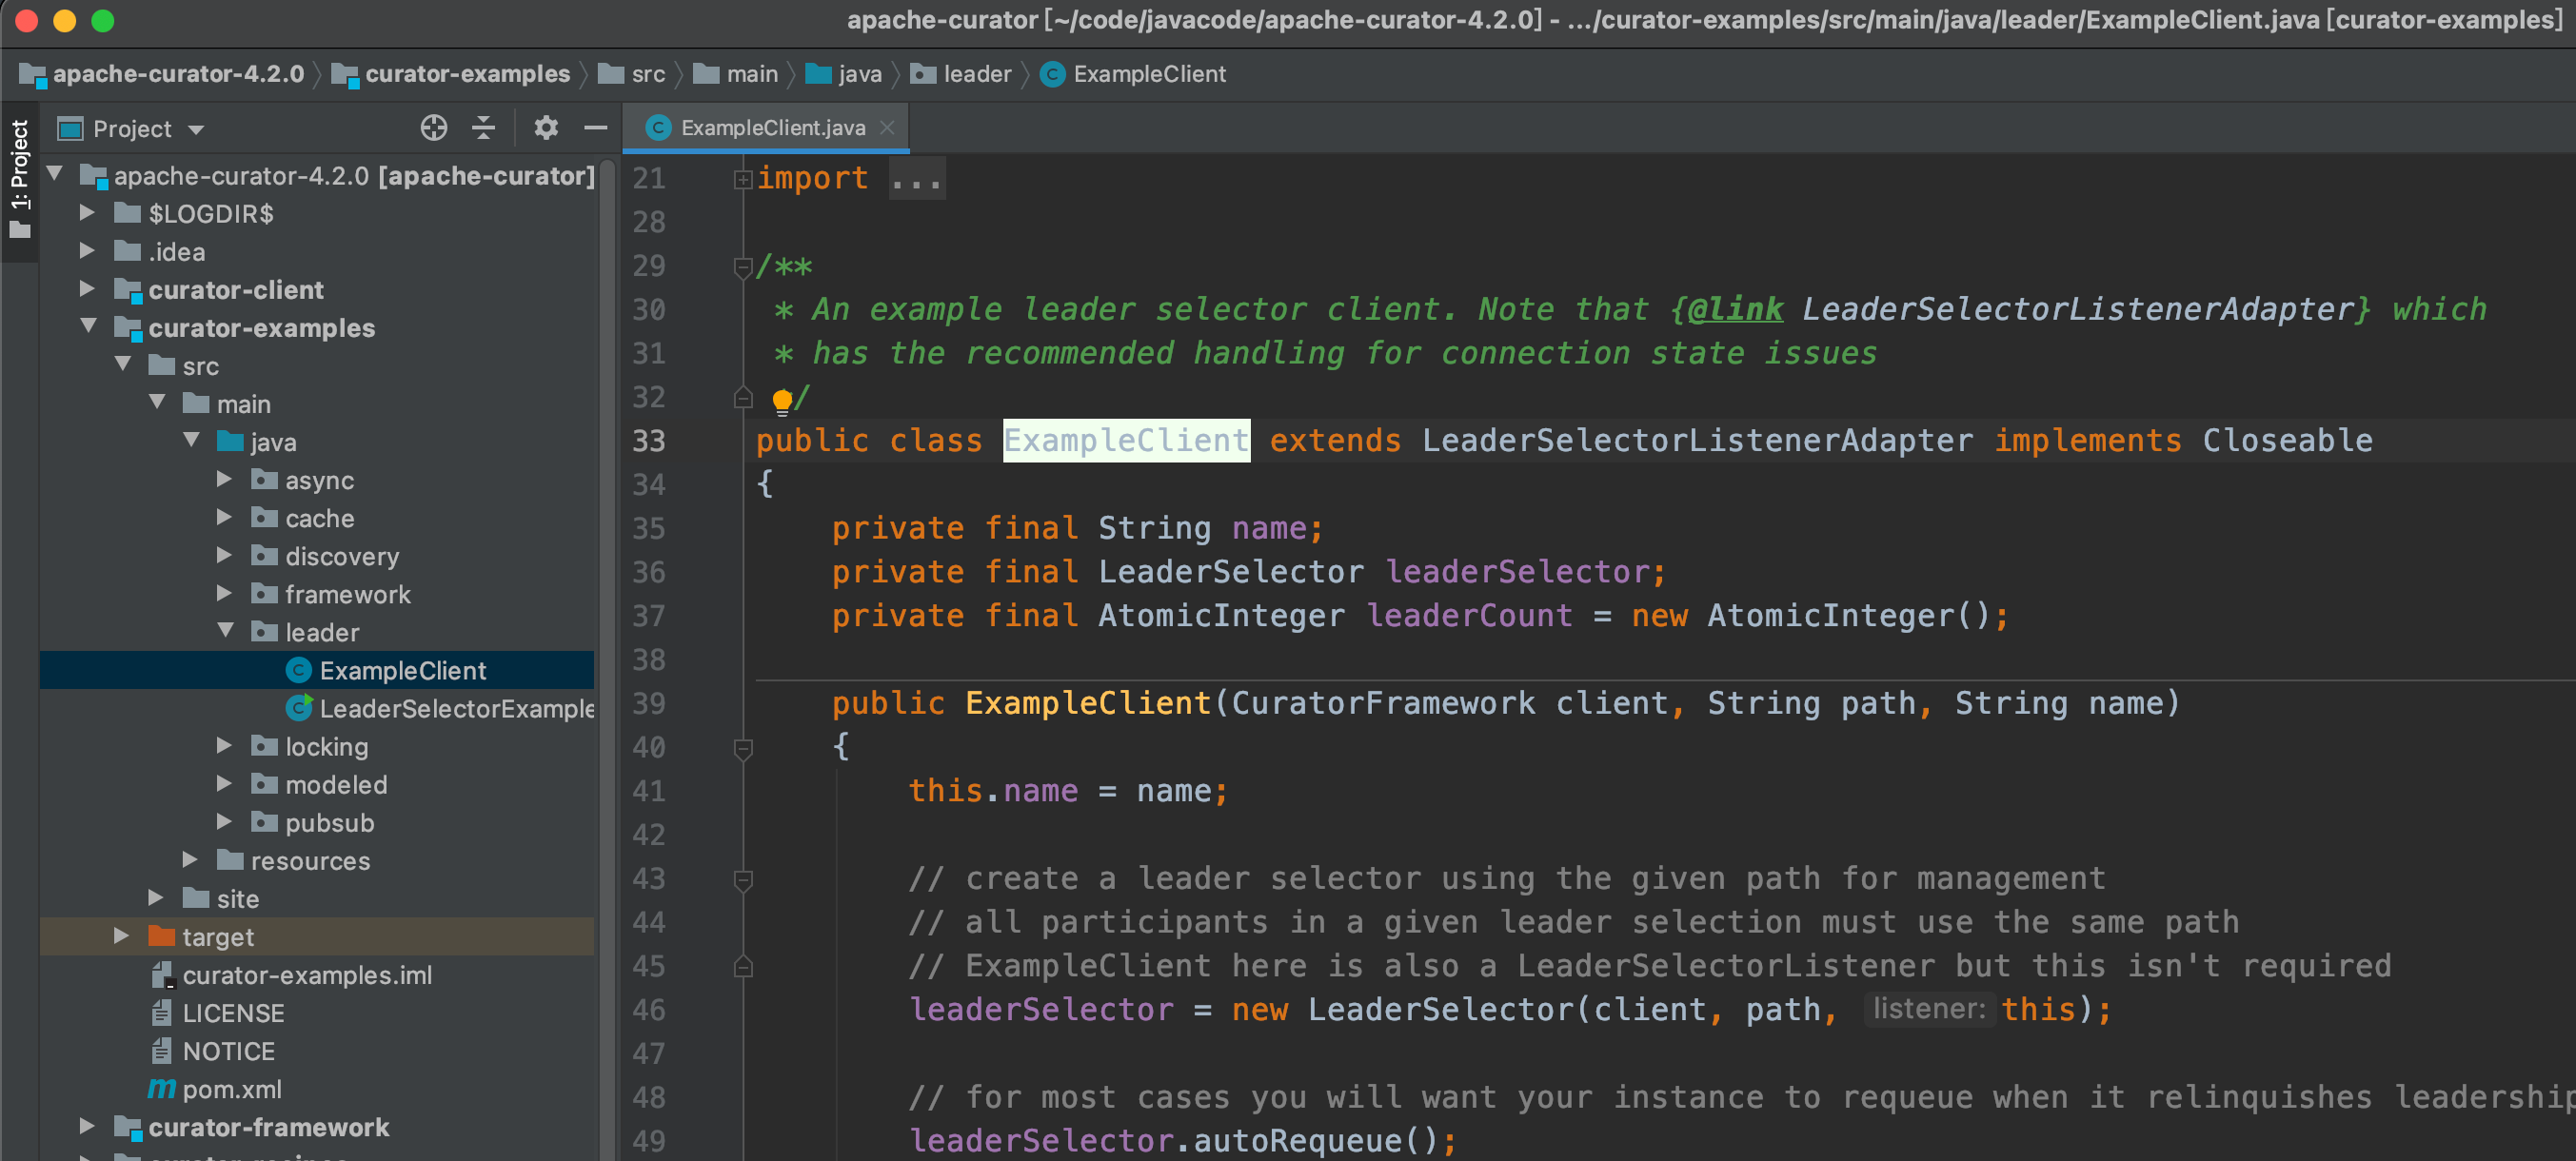 apache-curator [~/code/javacode/apache-curator-4.2.0] - .../curator-examples/src/main/java/leader/ExampleClient.java [curator-examples]
apache-curator-4.2.0 curator-examples src main java leader ExampleClient
1: Project
Project
ExampleClient.java
apache-curator-4.2.0 [apache-curator]
$LOGDIR$
.idea
curator-client
curator-examples
src
main
java
async
cache
discovery
framework
leader
ExampleClient
LeaderSelectorExample
locking
modeled
pubsub
resources
site
target
curator-examples.iml
LICENSE
NOTICE
pom.xml
curator-framework
21 import ...
28
29 /**
30 * An example leader selector client. Note that {@link LeaderSelectorListenerAdapter} which
31 * has the recommended handling for connection state issues
32 /
33 public class ExampleClient extends LeaderSelectorListenerAdapter implements Closeable
34 {
35 private final String name;
36 private final LeaderSelector leaderSelector;
37 private final AtomicInteger leaderCount = new AtomicInteger();
38
39 public ExampleClient(CuratorFramework client, String path, String name)
40 {
41 this.name = name;
42
43 // create a leader selector using the given path for management
44 // all participants in a given leader selection must use the same path
45 // ExampleClient here is also a LeaderSelectorListener but this isn't required
46 leaderSelector = new LeaderSelector(client, path, listener: this);
47
48 // for most cases you will want your instance to requeue when it relinquishes leadership
49 leaderSelector.autoRequeue();